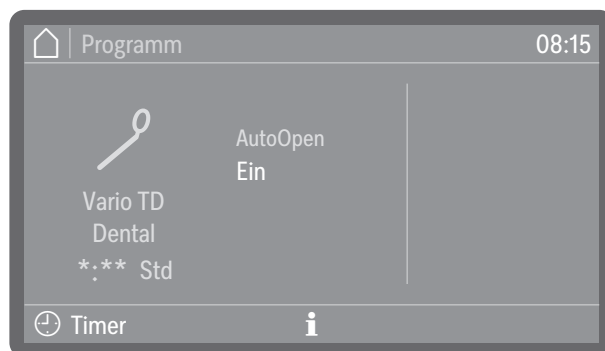 Programm
08:15
AutoOpen
Ein
Vario TD
Dental
*:** Std
Timer
i